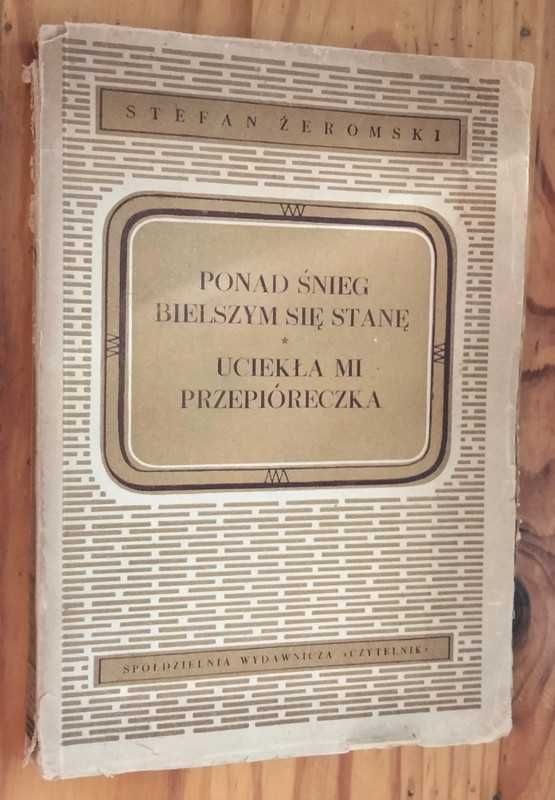 STEFAN ŻEROMSKI
PONAD ŚNIEG
BIELSZYM SIĘ STANĘ
*
UCIEKŁA MI
PRZEPIÓRECZKA
SPÓŁDZIELNIA WYDAWNICZA «CZYTELNIK»